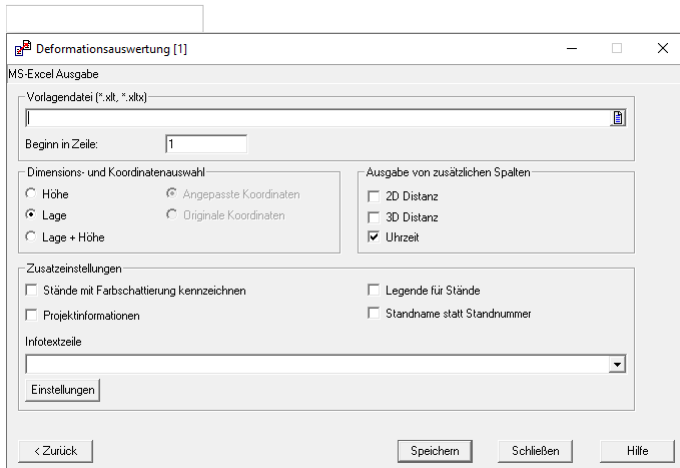 Deformationsauswertung [1]
MS-Excel Ausgabe
Vorlagendatei (*.xlt, *.xltx)
Beginn in Zeile:
1
Dimensions- und Koordinatenauswahl
Höhe
Angepasste Koordinaten
Lage
Originale Koordinaten
Lage + Höhe
Ausgabe von zusätzlichen Spalten
2D Distanz
3D Distanz
Uhrzeit
Zusatzeinstellungen
Stände mit Farbschattierung kennzeichnen
Legende für Stände
Projektinformationen
Standname statt Standnummer
Infotextzeile
Einstellungen
< Zurück
Speichern
Schließen
Hilfe